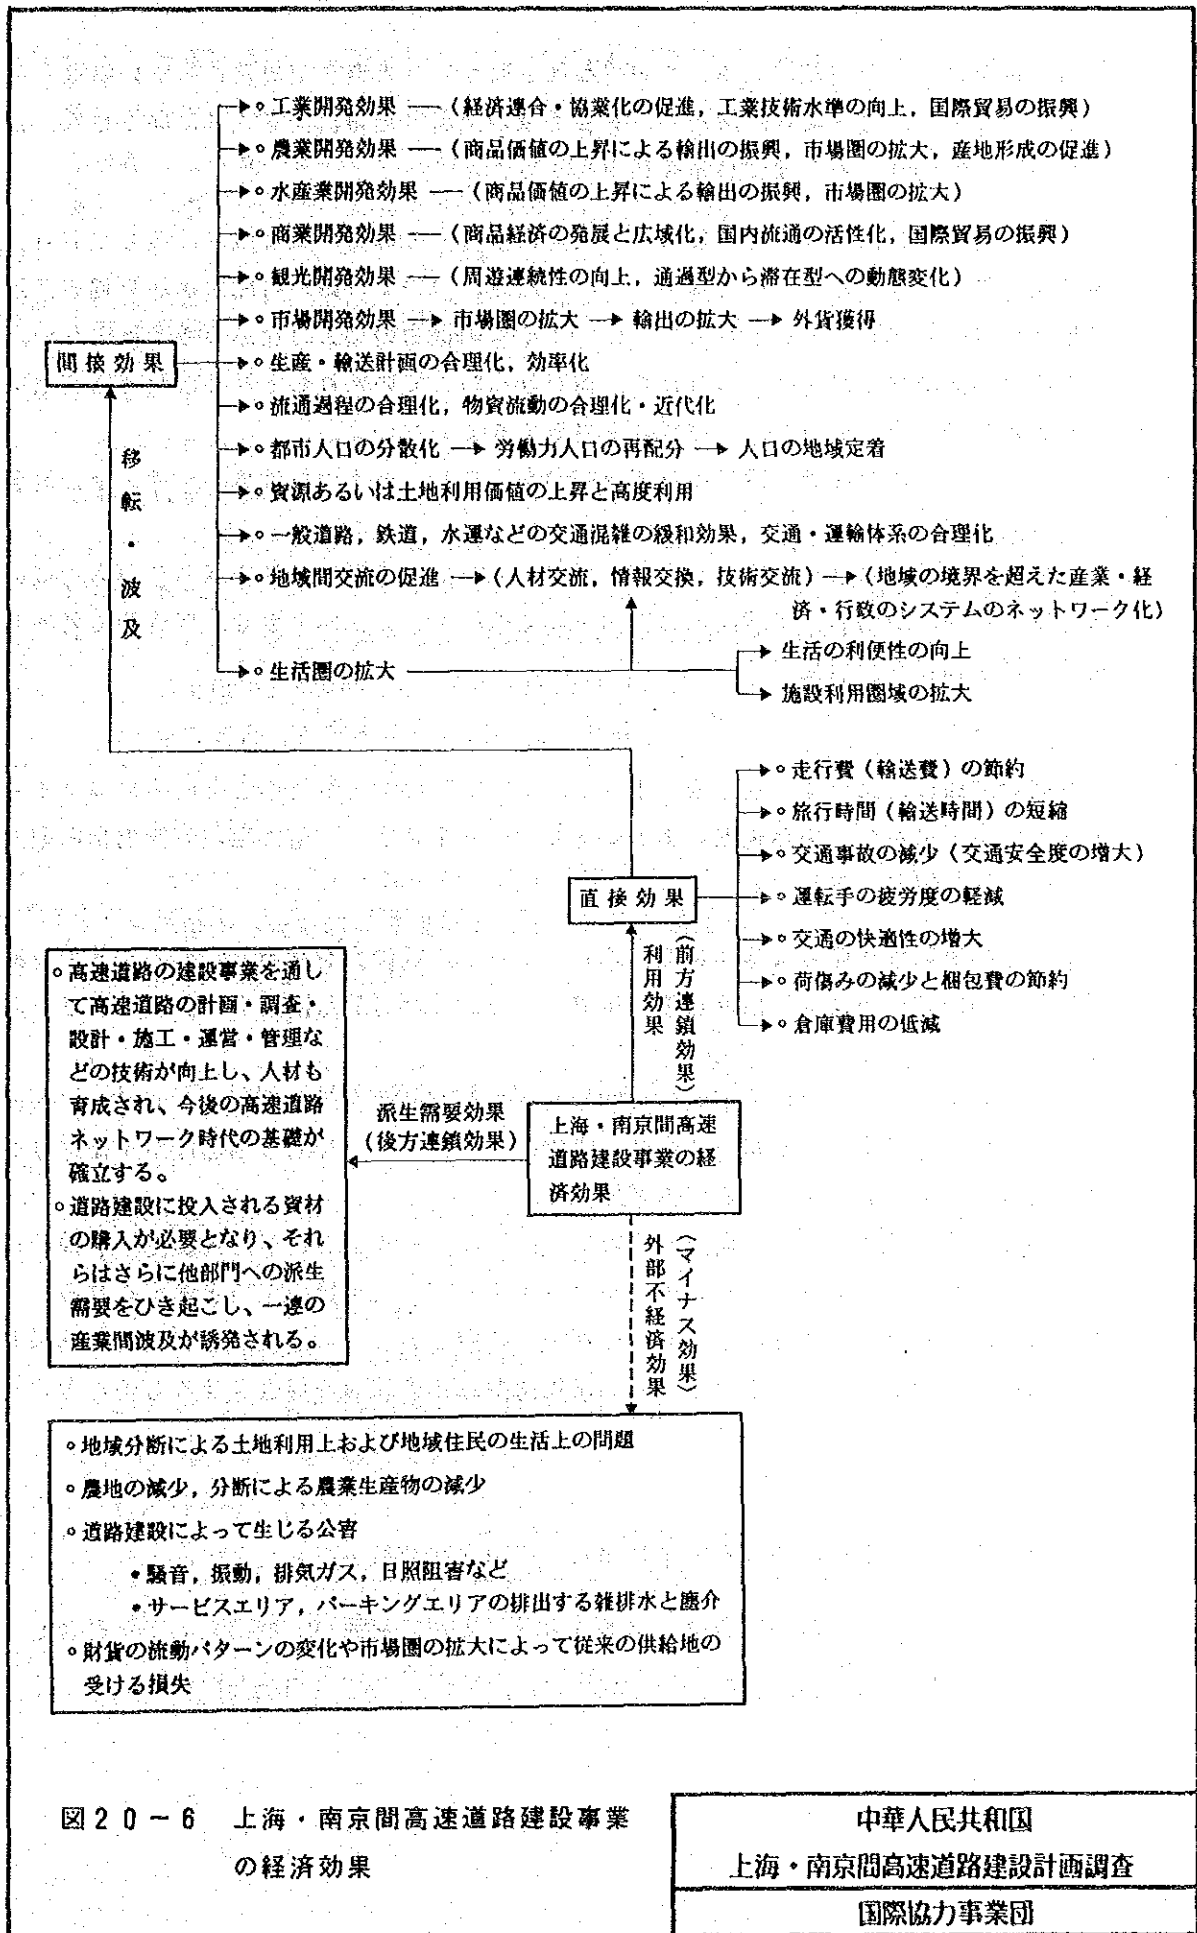 →∘工業開発効果 ―（経済連合・協業化の促進，工業技術水準の向上，国際貿易の振興）
→∘農業開発効果 ―（商品価値の上昇による輸出の振興，市場圏の拡大，産地形成の促進）
→∘水産業開発効果 ―（商品価値の上昇による輸出の振興，市場圏の拡大）
→∘商業開発効果 ―（商品経済の発展と広域化，国内流通の活性化，国際貿易の振興）
→∘観光開発効果 ―（周遊連続性の向上，通過型から滞在型への動態変化）
→∘市場開発効果 → 市場圏の拡大 → 輸出の拡大 → 外貨獲得
間接効果
→∘生産・輸送計画の合理化，効率化
→∘流通過程の合理化，物資流動の合理化・近代化
→∘都市人口の分散化 → 労働力人口の再配分 → 人口の地域定着
→∘資源あるいは土地利用価値の上昇と高度利用
→∘一般道路，鉄道，水運などの交通混雑の緩和効果，交通・運輸体系の合理化
→∘地域間交流の促進 →（人材交流，情報交換，技術交流）→（地域の境界を超えた産業・経
済・行政のシステムのネットワーク化）
→∘生活圏の拡大
→ 生活の利便性の向上
→ 施設利用圏域の拡大
移転・波及
→∘走行費（輸送費）の節約
→∘旅行時間（輸送時間）の短縮
→∘交通事故の減少（交通安全度の増大）
直接効果
→∘運転手の疲労度の軽減
→∘交通の快適性の増大
→∘荷傷みの減少と梱包費の節約
→∘倉庫費用の低減
利用効果
（前方連鎖効果）
∘高速道路の建設事業を通し
て高速道路の計画・調査・
設計・施工・運営・管理な
どの技術が向上し、人材も
育成され、今後の高速道路
ネットワーク時代の基礎が
確立する。
∘道路建設に投入される資材
の購入が必要となり、それ
らはさらに他部門への派生
需要をひき起こし、一連の
産業間波及が誘発される。
派生需要効果
（後方連鎖効果）
上海・南京間高速
道路建設事業の経
済効果
外部不経済効果
（マイナス効果）
∘地域分断による土地利用上および地域住民の生活上の問題
∘農地の減少，分断による農業生産物の減少
∘道路建設によって生じる公害
•騒音，振動，排気ガス，日照阻害など
•サービスエリア，パーキングエリアの排出する雑排水と塵介
∘財貨の流動パターンの変化や市場圏の拡大によって従来の供給地の
受ける損失
図２０－６　上海・南京間高速道路建設事業
の経済効果
中華人民共和国
上海・南京間高速道路建設計画調査
国際協力事業団